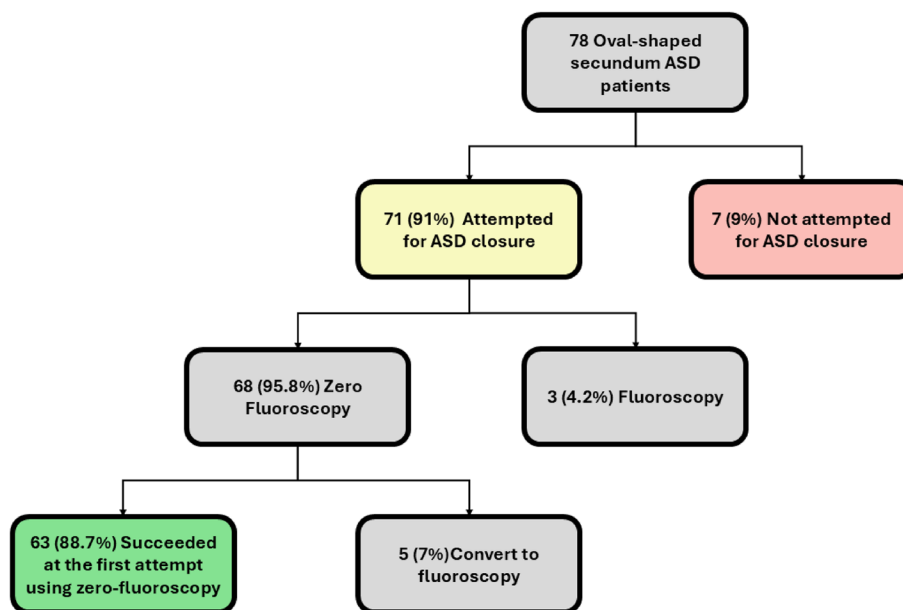 78 Oval-shaped
secundum ASD
patients
71 (91%) Attempted
for ASD closure
7 (9%) Not attempted
for ASD closure
68 (95.8%) Zero
Fluoroscopy
3 (4.2%) Fluoroscopy
63 (88.7%) Succeeded
at the first attempt
using zero-fluoroscopy
5 (7%)Convert to
fluoroscopy